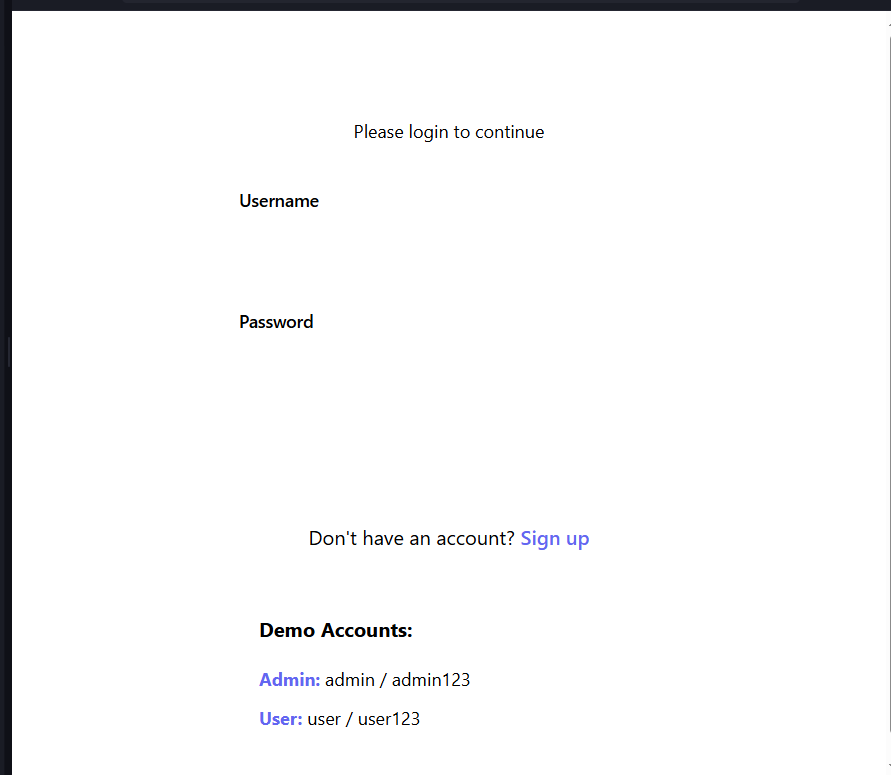 Please login to continue
Username
Password
Don't have an account? Sign up
Demo Accounts:
Admin: admin / admin123
User: user / user123